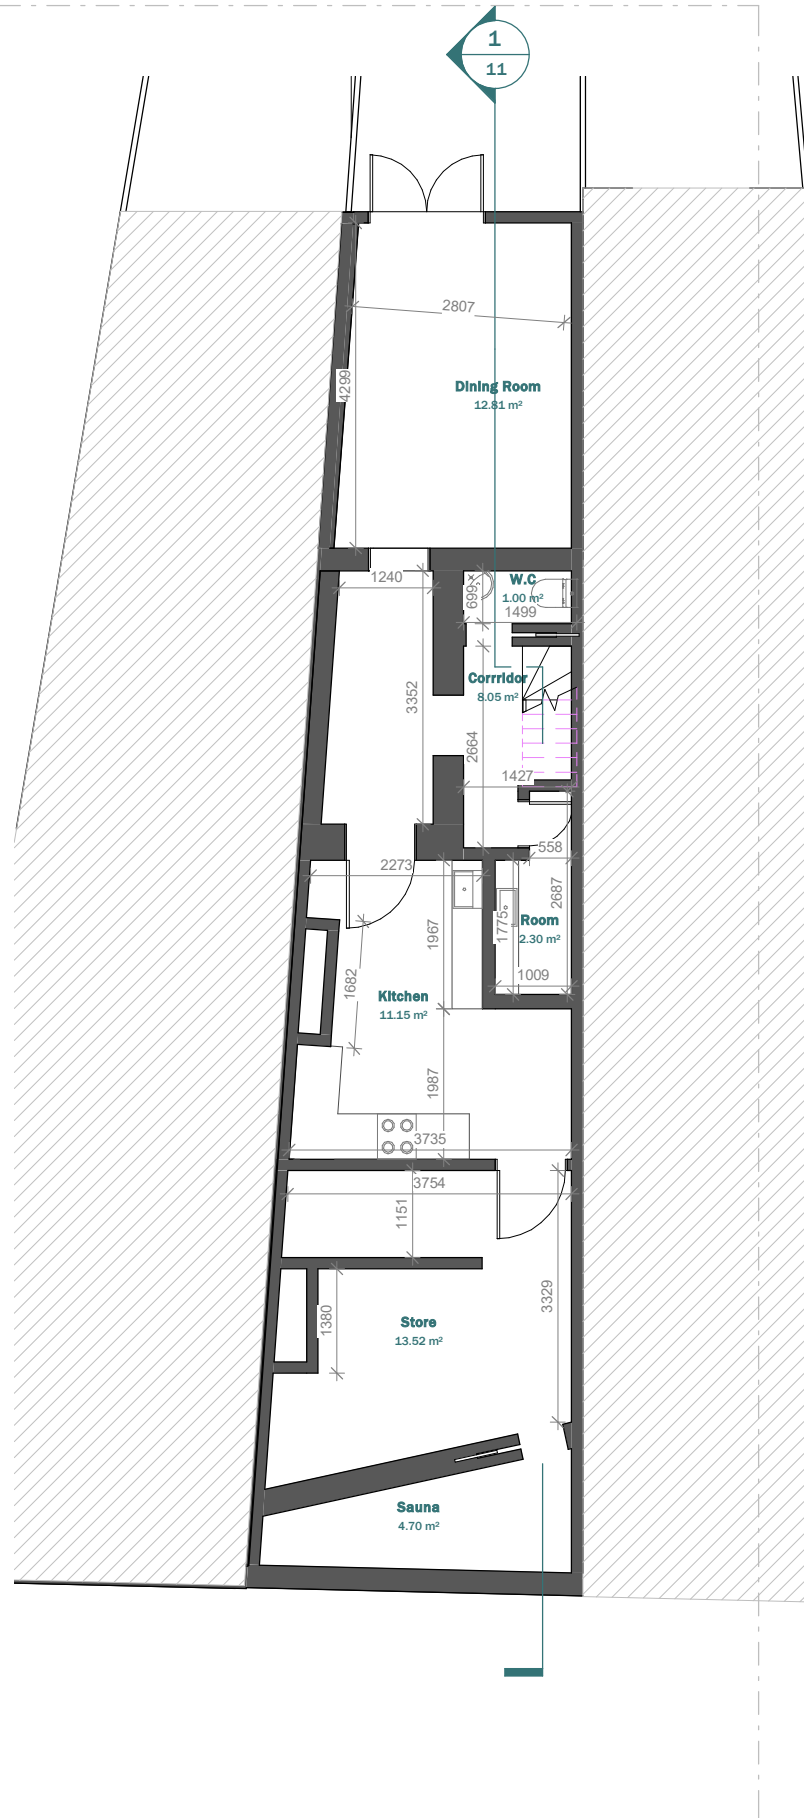 1
11
2807
4299
Dining Room
12.81 m²
1240
699
W.C
1.00 m²
1499
3352
Corrridor
8.05 m²
2664
1427
558
2273
2687
1967
1775
Room
2.30 m²
1009
1682
Kitchen
11.15 m²
1987
3735
3754
1151
3329
1380
Store
13.52 m²
Sauna
4.70 m²